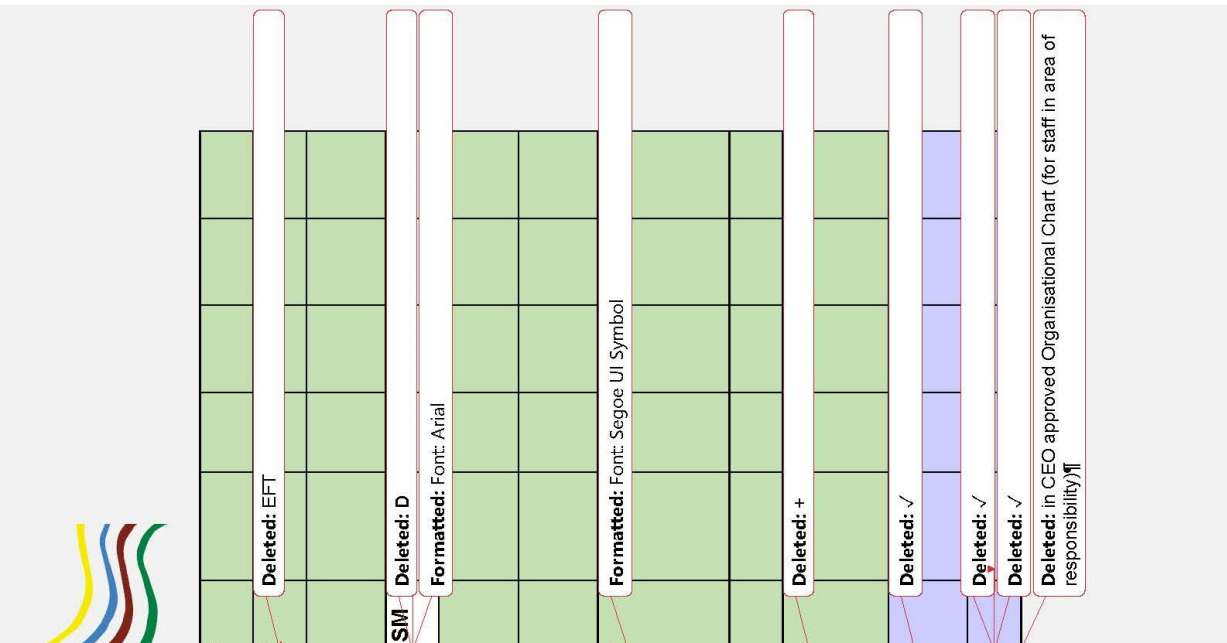 Deleted: EFT
Deleted: D
Formatted: Font: Arial
Formatted: Font: Segoe UI Symbol
Deleted: +
Deleted: √
Deleted: √
Deleted: √
Deleted: in CEO approved Organisational Chart (for staff in area of
responsibility)¶
SM